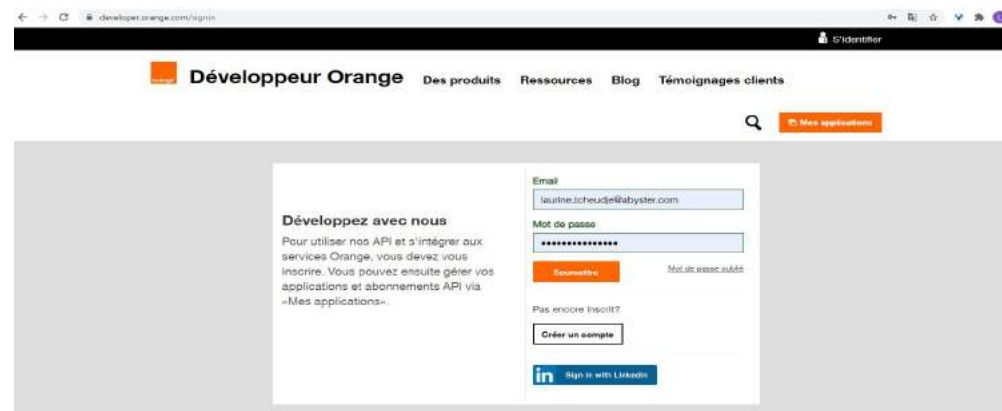 developer.orange.com/signin
S'identifier
orange
Développeur Orange Des produits Ressources Blog Témoignages clients
Mes applications
Développez avec nous
Pour utiliser nos API et s'intégrer aux
services Orange, vous devez vous
inscrire. Vous pouvez ensuite gérer vos
applications et abonnements API via
«Mes applications».
Email
laurine.tcheudje@abyster.com
Mot de passe
•••••••••••••••
Soumettre Mot de passe oublié
Pas encore inscrit?
Créer un compte
in Sign in with LinkedIn